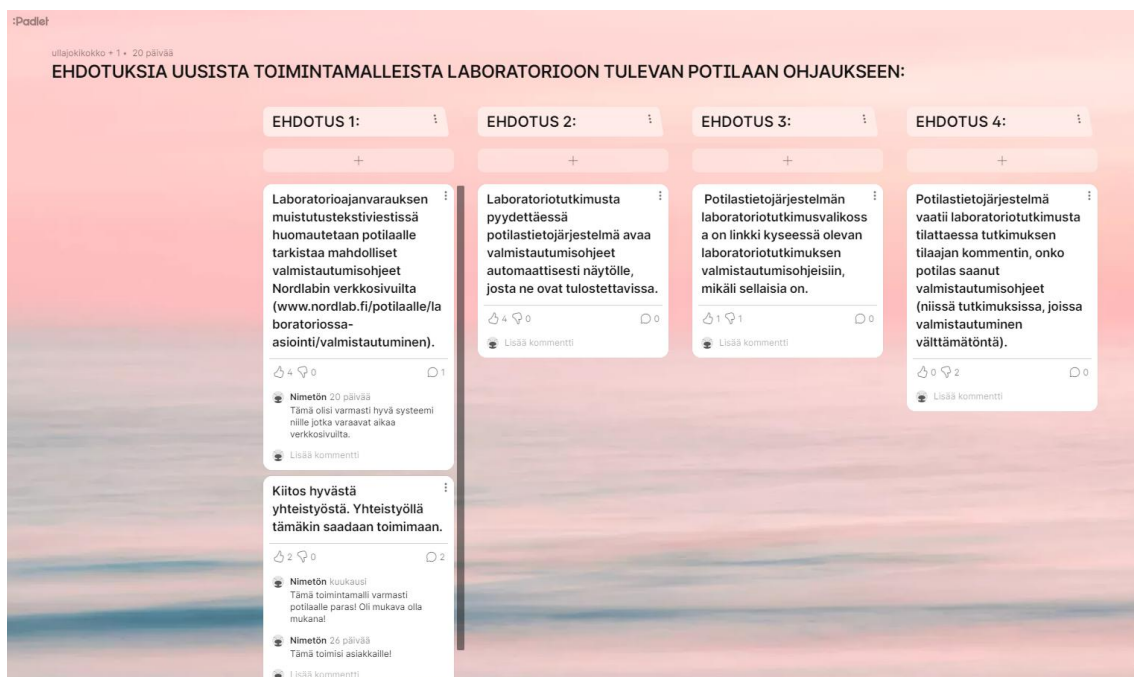 :Padlet
ullajokikokko + 1 • 20 päivää
EHDOTUKSIA UUSISTA TOIMINTAMALLEISTA LABORATORIOON TULEVAN POTILAAN OHJAUKSEEN:
EHDOTUS 1:
Laboratorioajanvarauksen
muistutustekstiviestissä
huomautetaan potilaalle
tarkistaa mahdolliset
valmistautumisohjeet
Nordlabin verkkosivuilta
(www.nordlab.fi/potilaalle/la
boratoriossa-
asiointi/valmistautuminen).
4 0 1
Nimetön 20 päivää
Tämä olisi varmasti hyvä systeemi
niille jotka varaavat aikaa
verkkosivuilta.
Lisää kommentti
Kiitos hyvästä
yhteistyöstä. Yhteistyöllä
tämäkin saadaan toimimaan.
2 0 2
Nimetön kuukausi
Tämä toimintamalli varmasti
potilaalle paras! Oli mukava olla
mukana!
Nimetön 26 päivää
Tämä toimisi asiakkaille!
Lisää kommentti
EHDOTUS 2:
Laboratoriotutkimusta
pyydettäessä
potilastietojärjestelmä avaa
valmistautumisohjeet
automaattisesti näytölle,
josta ne ovat tulostettavissa.
4 0 0
Lisää kommentti
EHDOTUS 3:
Potilastietojärjestelmän
laboratoriotutkimusvalikoss
a on linkki kyseessä olevan
laboratoriotutkimuksen
valmistautumisohjeisiin,
mikäli sellaisia on.
1 1 0
Lisää kommentti
EHDOTUS 4:
Potilastietojärjestelmä
vaatii laboratoriotutkimusta
tilattaessa tutkimuksen
tilaajan kommentin, onko
potilas saanut
valmistautumisohjeet
(niissä tutkimuksissa, joissa
valmistautuminen
välttämätöntä).
0 2 0
Lisää kommentti